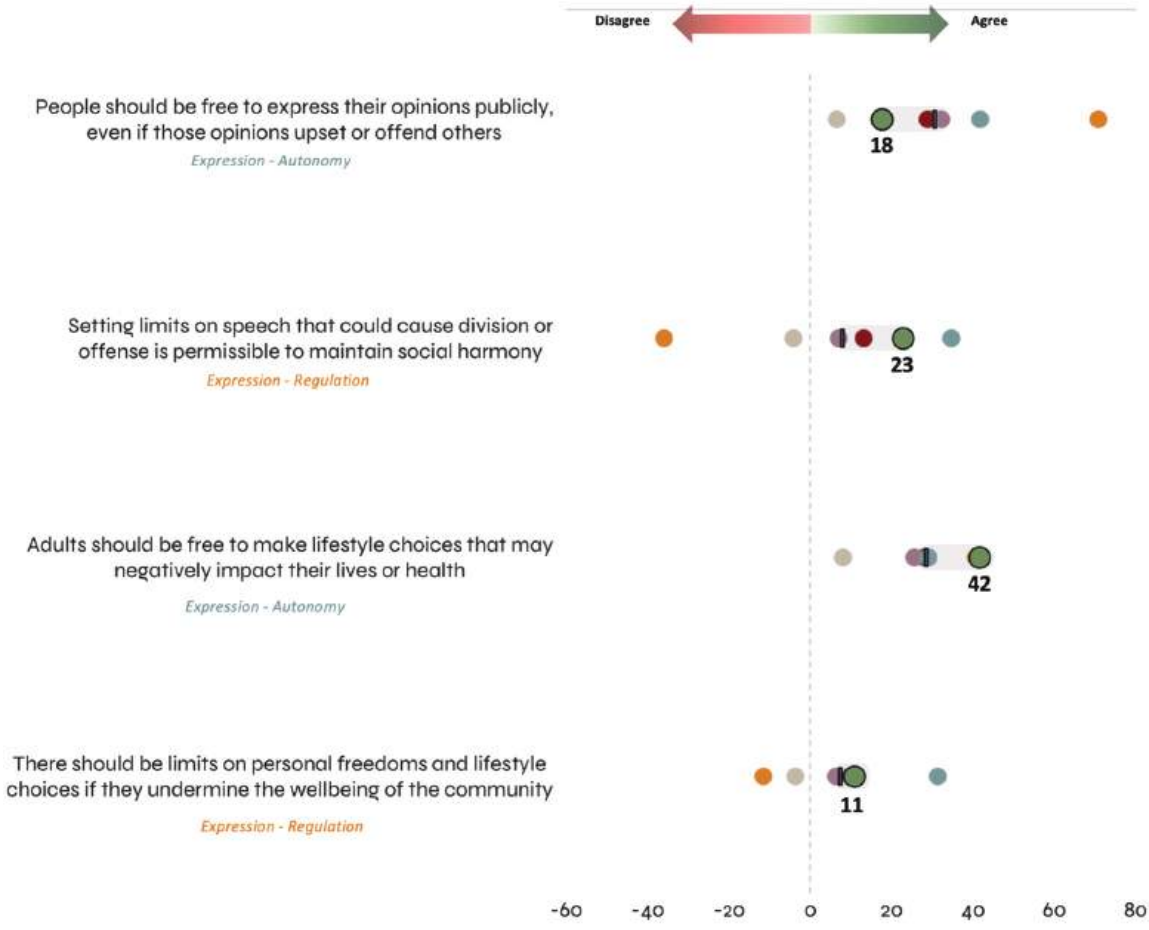 Disagree
Agree
People should be free to express their opinions publicly,
even if those opinions upset or offend others
Expression - Autonomy
18
Setting limits on speech that could cause division or
offense is permissible to maintain social harmony
Expression - Regulation
23
Adults should be free to make lifestyle choices that may
negatively impact their lives or health
Expression - Autonomy
42
There should be limits on personal freedoms and lifestyle
choices if they undermine the wellbeing of the community
Expression - Regulation
11
-60 -40 -20 0 20 40 60 80